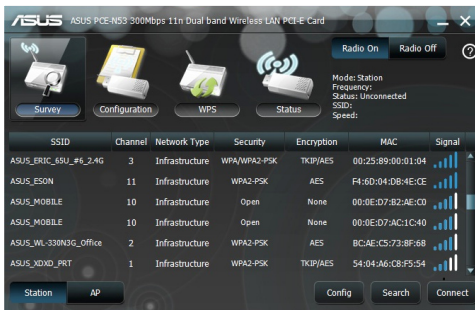 ASUS ASUS PCE-N53 300Mbps 11n Dual band Wireless LAN PCI-E Card
Radio On Radio Off
Mode: Station
Frequency:
Status: Unconnected
SSID:
Speed:
Survey Configuration WPS Status
SSID Channel Network Type Security Encryption MAC Signal
ASUS_ERIC_65U_#6_2.4G 3 Infrastructure WPA/WPA2-PSK TKIP/AES 00:25:89:00:01:04
ASUS_ESON 11 Infrastructure WPA2-PSK AES F4:6D:04:DB:4E:CE
ASUS_MOBILE 10 Infrastructure Open None 00:0E:D7:B2:AE:C0
ASUS_MOBILE 10 Infrastructure Open None 00:0E:D7:AC:1C:40
ASUS_WL-330N3G_Office 2 Infrastructure WPA2-PSK AES BC:AE:C5:73:BF:68
ASUS_XDXD_PRT 1 Infrastructure WPA2-PSK TKIP/AES 54:04:A6:C8:F5:54
Station AP Config Search Connect